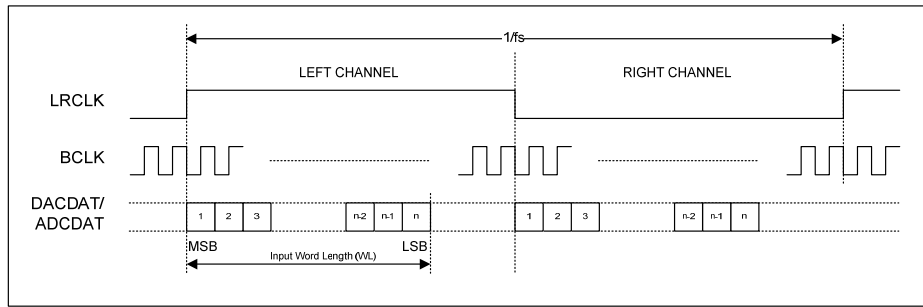 1/fs
LEFT CHANNEL RIGHT CHANNEL
LRCLK
BCLK
DACDAT/
ADCDAT
1 2 3 n-2 n-1 n 1 2 3 n-2 n-1 n
MSB LSB
Input Word Length (WL)